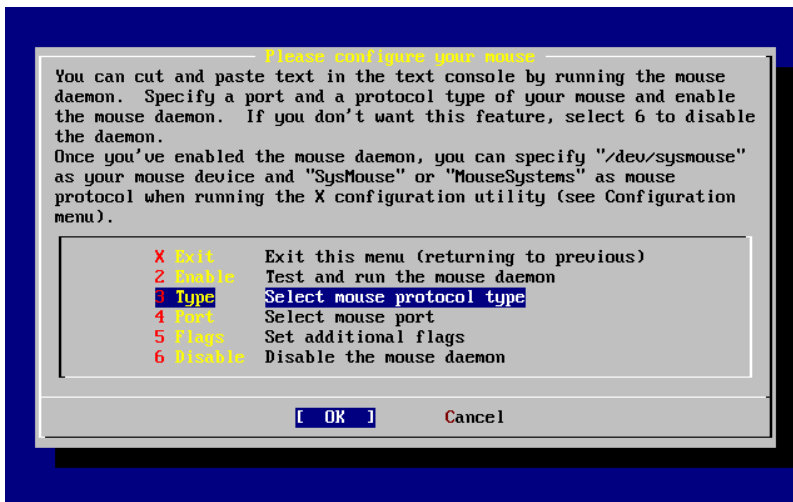 Please configure your mouse
You can cut and paste text in the text console by running the mouse
daemon.  Specify a port and a protocol type of your mouse and enable
the mouse daemon.  If you don't want this feature, select 6 to disable
the daemon.
Once you've enabled the mouse daemon, you can specify "/dev/sysmouse"
as your mouse device and "SysMouse" or "MouseSystems" as mouse
protocol when running the X configuration utility (see Configuration
menu).
X Exit Exit this menu (returning to previous)
2 Enable Test and run the mouse daemon
3 Type Select mouse protocol type
4 Port Select mouse port
5 Flags Set additional flags
6 Disable Disable the mouse daemon
[ OK ] Cancel